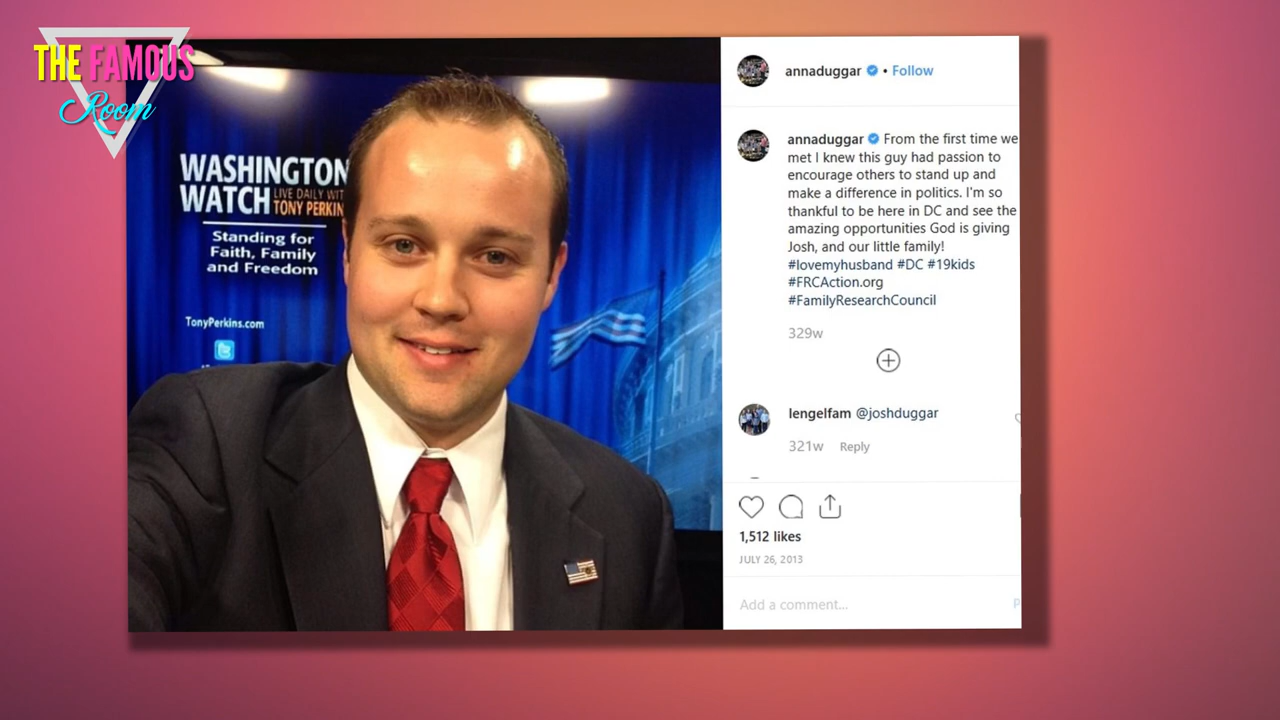 THE FAMOUS
Room
WASHINGTON
WATCH LIVE DAILY WIT
TONY PERKIN
Standing for
Faith, Family
and Freedom
TonyPerkins.com
annaduggar • Follow
annaduggar From the first time we
met I knew this guy had passion to
encourage others to stand up and
make a difference in politics. I'm so
thankful to be here in DC and see the
amazing opportunities God is giving
Josh, and our little family!
#lovemyhusband #DC #19kids
#FRCAction.org
#FamilyResearchCouncil
329w
lengelfam @joshduggar
321w Reply
1,512 likes
JULY 26, 2013
Add a comment... P